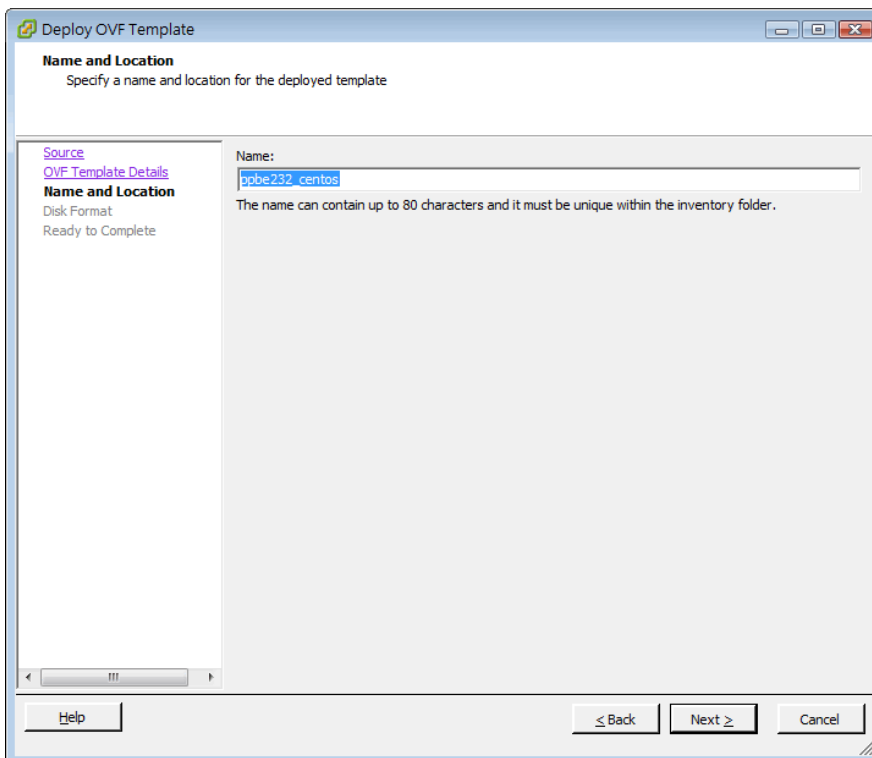 Deploy OVF Template
Name and Location
Specify a name and location for the deployed template
Source
OVF Template Details
Name and Location
Disk Format
Ready to Complete
Name:
ppbe232_centos
The name can contain up to 80 characters and it must be unique within the inventory folder.
Help
< Back
Next >
Cancel